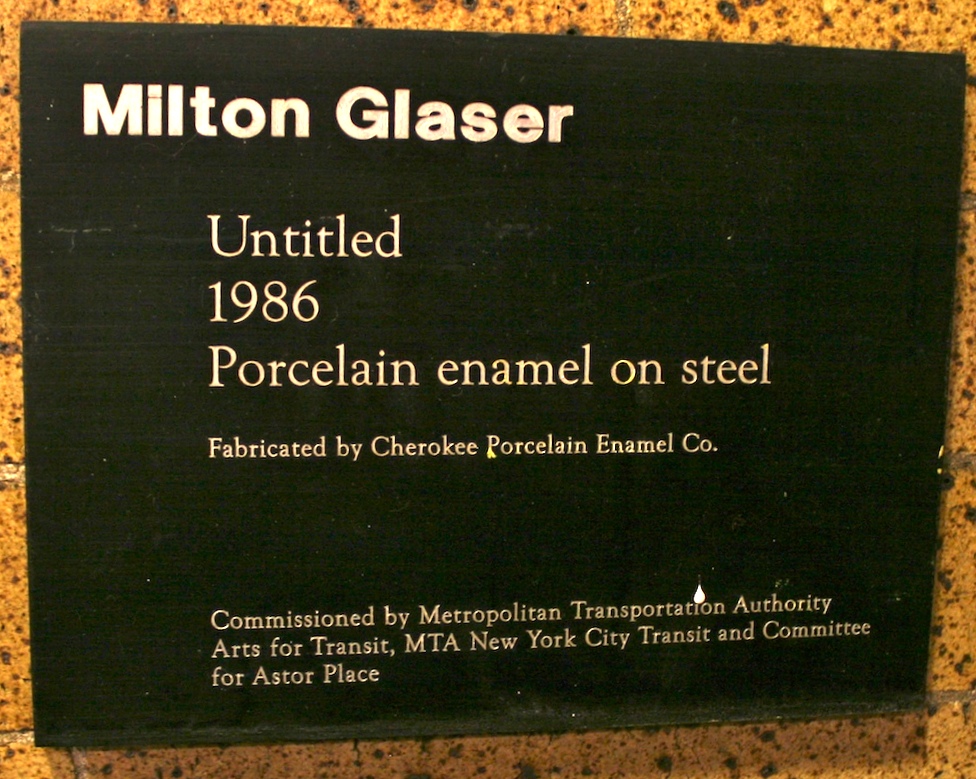 Milton Glaser
Untitled
1986
Porcelain enamel on steel
Fabricated by Cherokee Porcelain Enamel Co.
Commissioned by Metropolitan Transportation Authority
Arts for Transit, MTA New York City Transit and Committee
for Astor Place